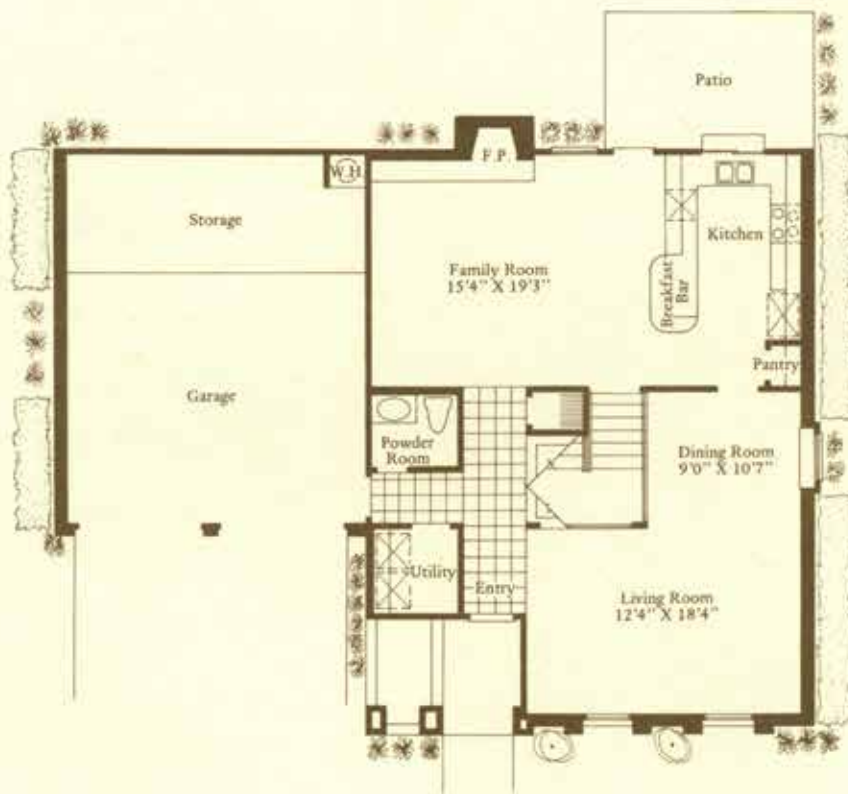 Patio
F.P.
W.H.
Storage
Kitchen
Family Room
15'4" X 19'3"
Breakfast
Bar
Pantry
Garage
Powder
Room
Dining Room
9'0" X 10'7"
Utility
Entry
Living Room
12'4" X 18'4"